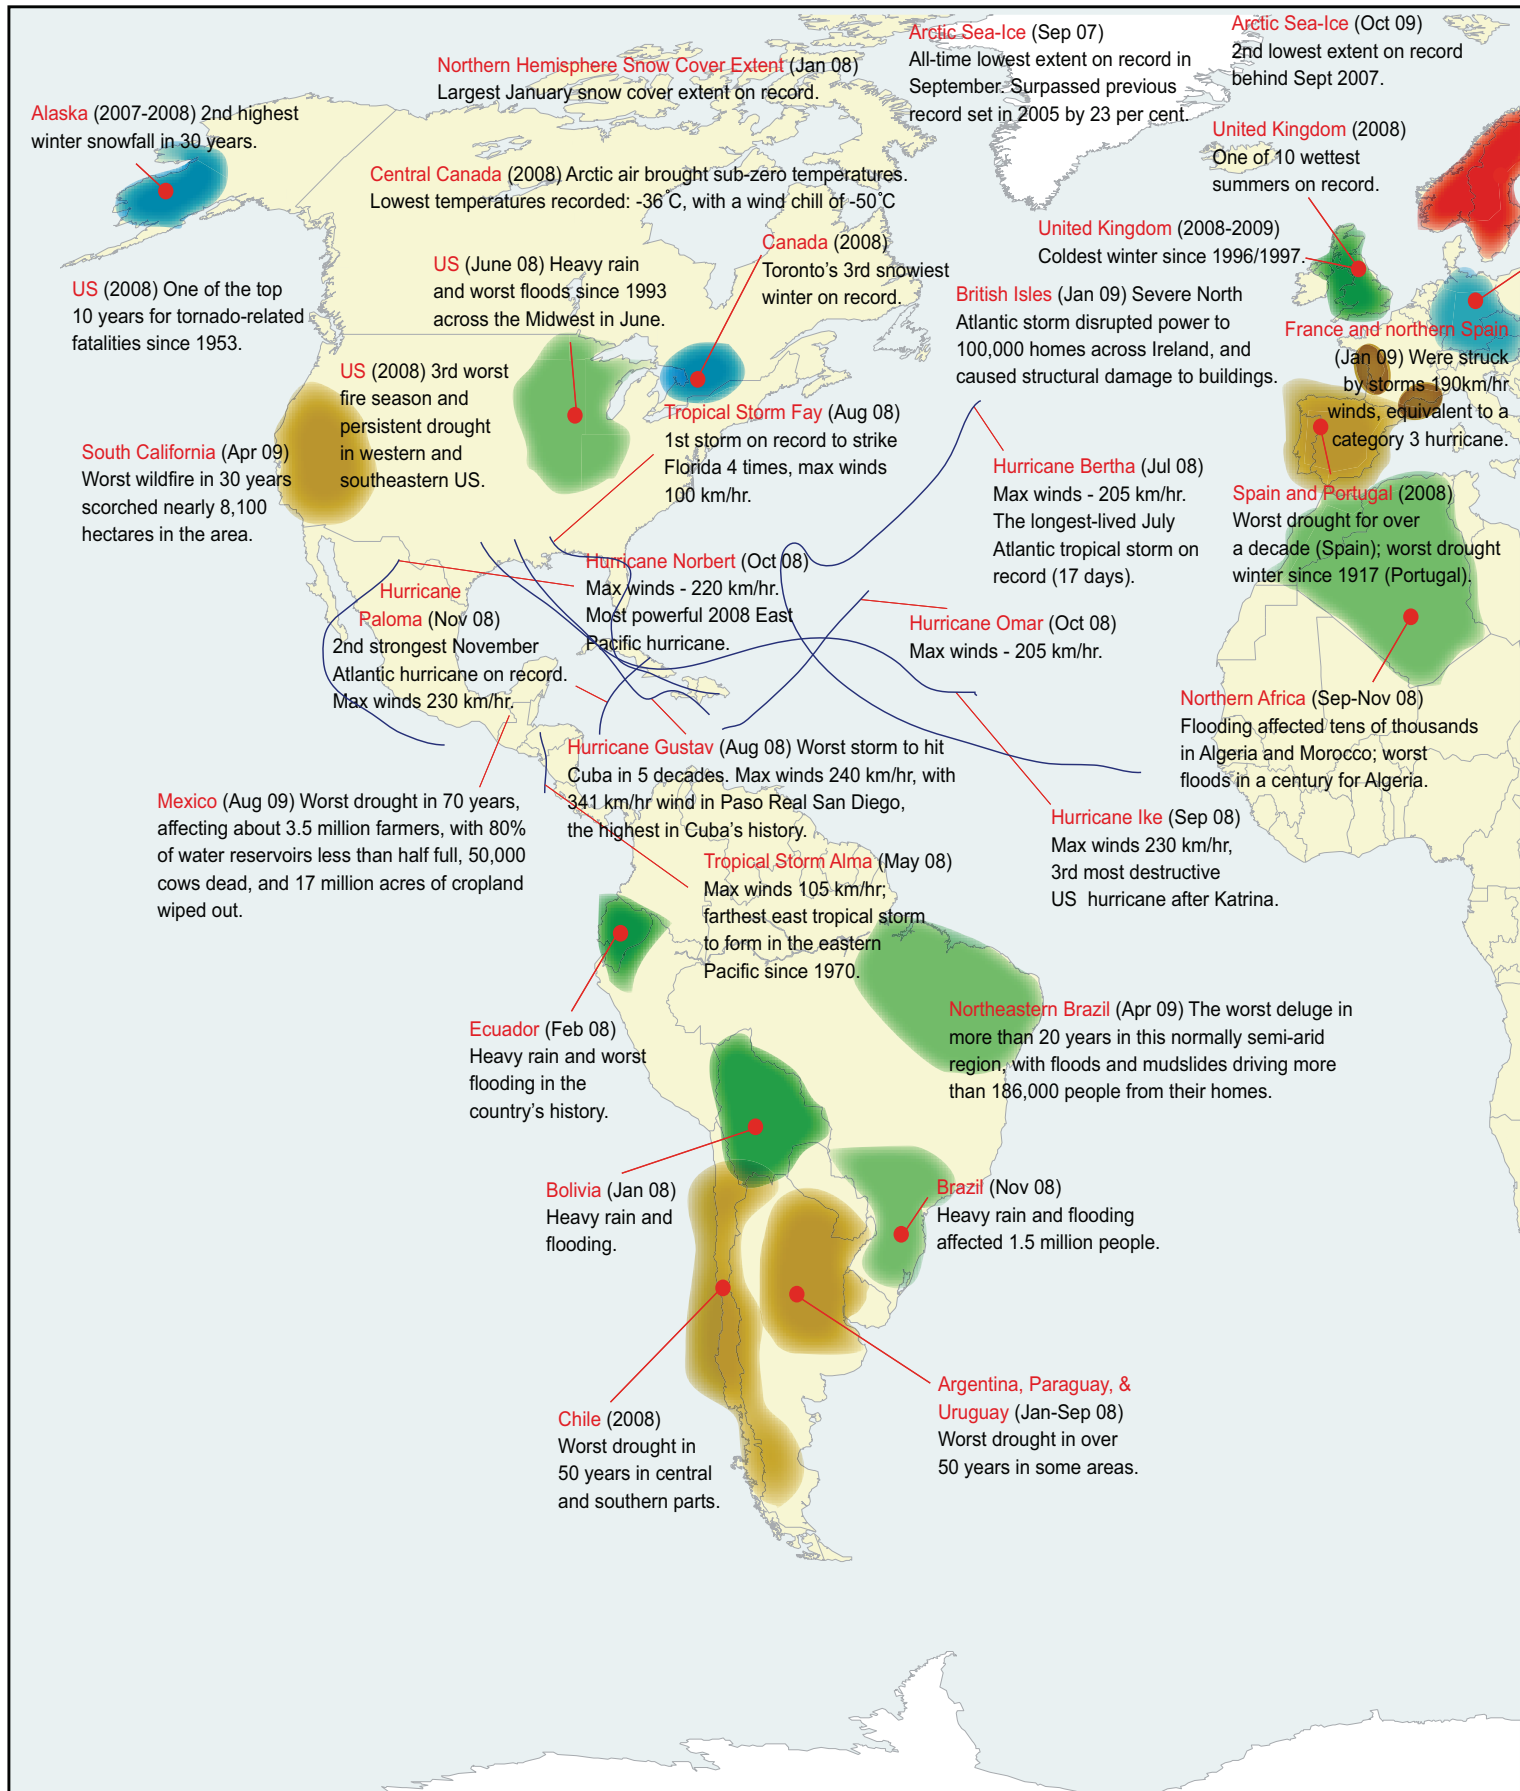 Arctic Sea-Ice (Sep 07)
All-time lowest extent on record in
September. Surpassed previous
record set in 2005 by 23 per cent.
Arctic Sea-Ice (Oct 09)
2nd lowest extent on record
behind Sept 2007.
Northern Hemisphere Snow Cover Extent (Jan 08)
Largest January snow cover extent on record.
Alaska (2007-2008) 2nd highest
winter snowfall in 30 years.
United Kingdom (2008)
One of 10 wettest
summers on record.
Central Canada (2008) Arctic air brought sub-zero temperatures.
Lowest temperatures recorded: -36°C, with a wind chill of -50°C
United Kingdom (2008-2009)
Coldest winter since 1996/1997.
Canada (2008)
Toronto's 3rd snowiest
winter on record.
US (June 08) Heavy rain
and worst floods since 1993
across the Midwest in June.
US (2008) One of the top
10 years for tornado-related
fatalities since 1953.
British Isles (Jan 09) Severe North
Atlantic storm disrupted power to
100,000 homes across Ireland, and
caused structural damage to buildings.
France and northern Spain
(Jan 09) Were struck
by storms 190km/hr
winds, equivalent to a
category 3 hurricane.
US (2008) 3rd worst
fire season and
persistent drought
in western and
southeastern US.
Tropical Storm Fay (Aug 08)
1st storm on record to strike
Florida 4 times, max winds
100 km/hr.
South California (Apr 09)
Worst wildfire in 30 years
scorched nearly 8,100
hectares in the area.
Hurricane Bertha (Jul 08)
Max winds - 205 km/hr.
The longest-lived July
Atlantic tropical storm on
record (17 days).
Spain and Portugal (2008)
Worst drought for over
a decade (Spain); worst drought
winter since 1917 (Portugal).
Hurricane Norbert (Oct 08)
Max winds - 220 km/hr.
Most powerful 2008 East
Pacific hurricane.
Hurricane
Paloma (Nov 08)
2nd strongest November
Atlantic hurricane on record.
Max winds 230 km/hr.
Hurricane Omar (Oct 08)
Max winds - 205 km/hr.
Northern Africa (Sep-Nov 08)
Flooding affected tens of thousands
in Algeria and Morocco; worst
floods in a century for Algeria.
Hurricane Gustav (Aug 08) Worst storm to hit
Cuba in 5 decades. Max winds 240 km/hr, with
341 km/hr wind in Paso Real San Diego,
the highest in Cuba's history.
Mexico (Aug 09) Worst drought in 70 years,
affecting about 3.5 million farmers, with 80%
of water reservoirs less than half full, 50,000
cows dead, and 17 million acres of cropland
wiped out.
Hurricane Ike (Sep 08)
Max winds 230 km/hr,
3rd most destructive
US hurricane after Katrina.
Tropical Storm Alma (May 08)
Max winds 105 km/hr;
farthest east tropical storm
to form in the eastern
Pacific since 1970.
Northeastern Brazil (Apr 09) The worst deluge in
more than 20 years in this normally semi-arid
region, with floods and mudslides driving more
than 186,000 people from their homes.
Ecuador (Feb 08)
Heavy rain and worst
flooding in the
country's history.
Bolivia (Jan 08)
Heavy rain and
flooding.
Brazil (Nov 08)
Heavy rain and flooding
affected 1.5 million people.
Argentina, Paraguay, &
Uruguay (Jan-Sep 08)
Worst drought in over
50 years in some areas.
Chile (2008)
Worst drought in
50 years in central
and southern parts.